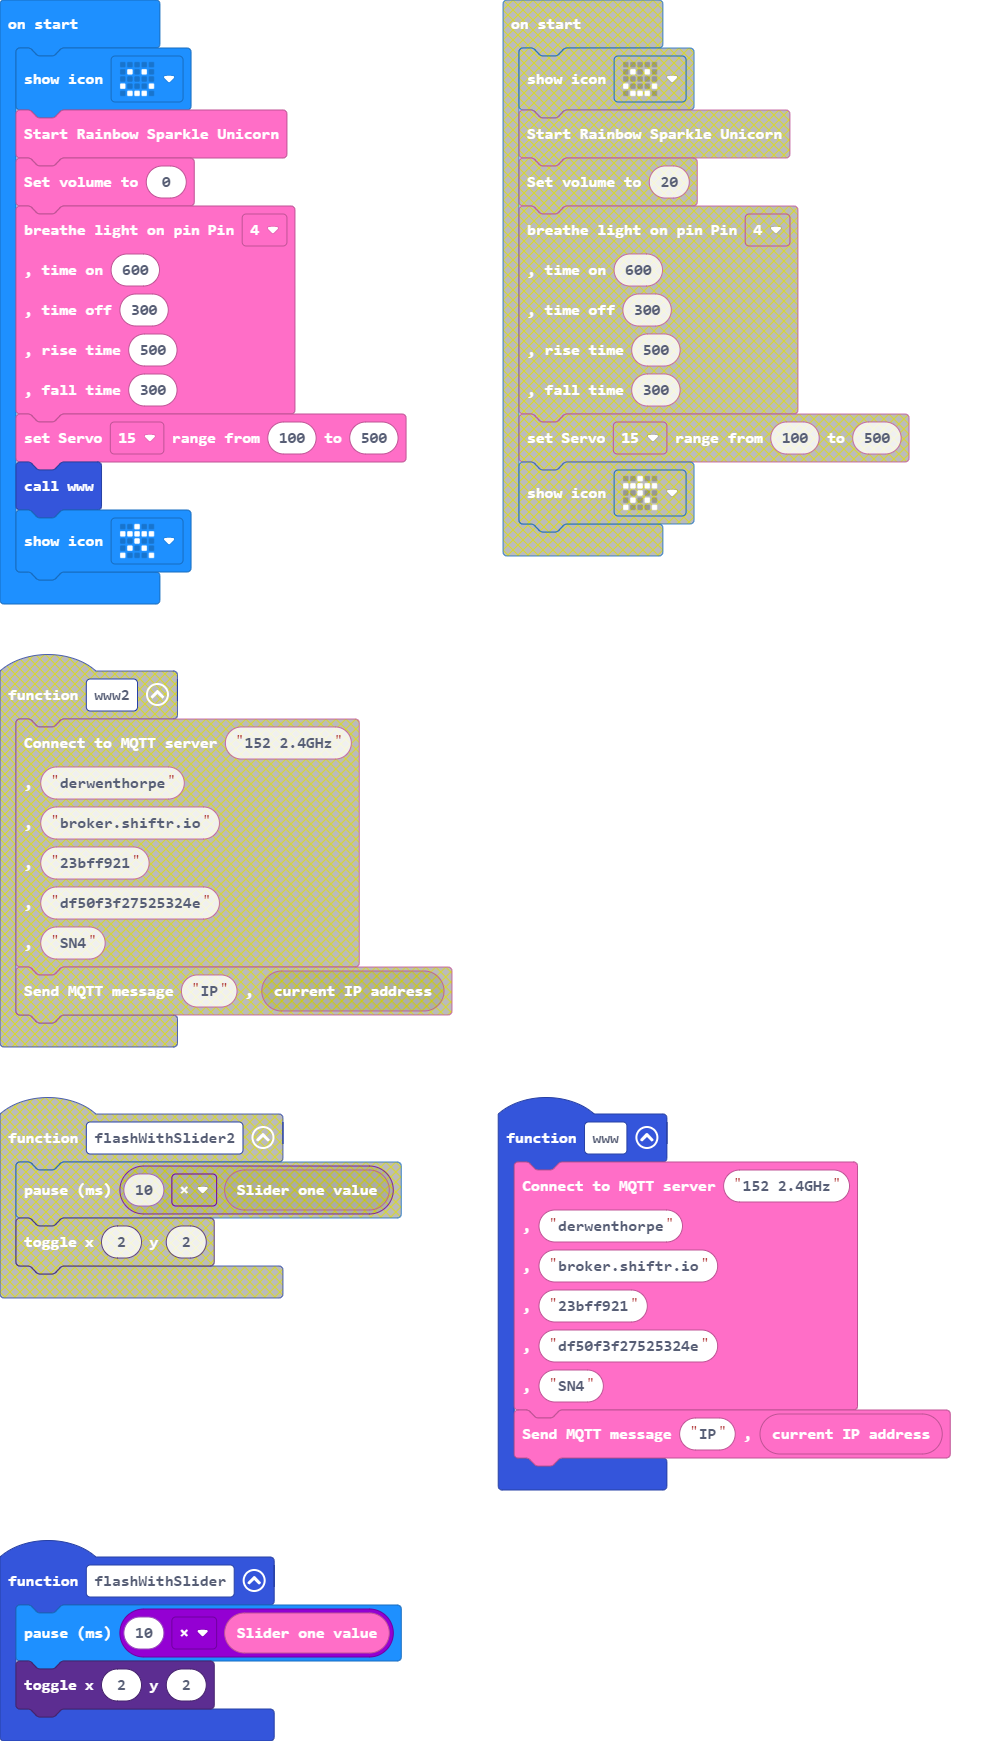 on start
show icon
Start Rainbow Sparkle Unicorn
Set volume to 0
breathe light on pin Pin 4
, time on 600
, time off 300
, rise time 500
, fall time 300
set Servo 15 range from 100 to 500
call www
show icon
on start
show icon
Start Rainbow Sparkle Unicorn
Set volume to 20
breathe light on pin Pin 4
, time on 600
, time off 300
, rise time 500
, fall time 300
set Servo 15 range from 100 to 500
show icon
function www2
Connect to MQTT server "152 2.4GHz"
, "derwenthorpe"
, "broker.shiftr.io"
, "23bff921"
, "df50f3f27525324e"
, "SN4"
Send MQTT message "IP" , current IP address
function flashWithSlider2
pause (ms) 10 × Slider one value
toggle x 2 y 2
function www
Connect to MQTT server "152 2.4GHz"
, "derwenthorpe"
, "broker.shiftr.io"
, "23bff921"
, "df50f3f27525324e"
, "SN4"
Send MQTT message "IP" , current IP address
function flashWithSlider
pause (ms) 10 × Slider one value
toggle x 2 y 2